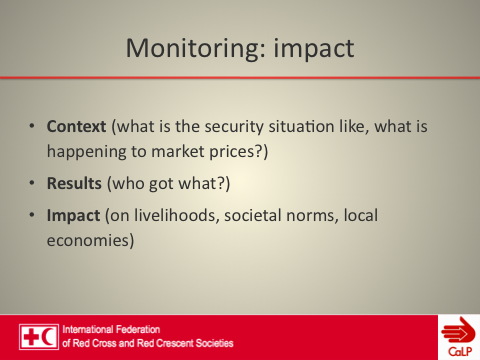 Monitoring: impact
• Context (what is the security situation like, what is
happening to market prices?)
• Results (who got what?)
• Impact (on livelihoods, societal norms, local
economies)
International Federation
of Red Cross and Red Crescent Societies
CaLP